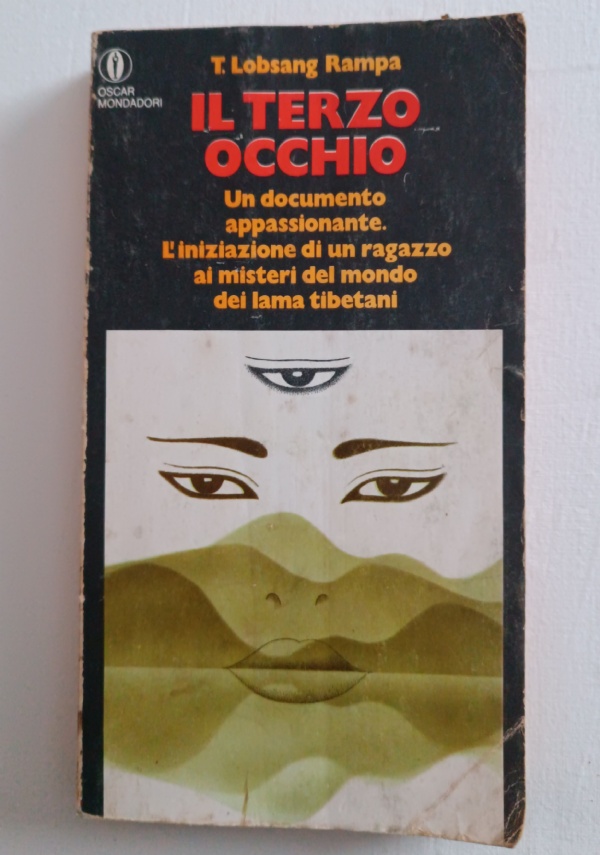 OSCAR
MONDADORI
T. Lobsang Rampa
IL TERZO
OCCHIO
Un documento
appassionante.
L'iniziazione di un ragazzo
ai misteri del mondo
dei lama tibetani